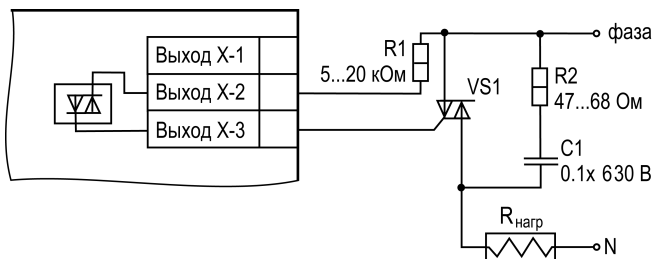 Выход X-1
Выход X-2
Выход X-3
R1
5...20 кОм
VS1
фаза
R2
47...68 Ом
C1
0.1x 630 В
Rнагр
N